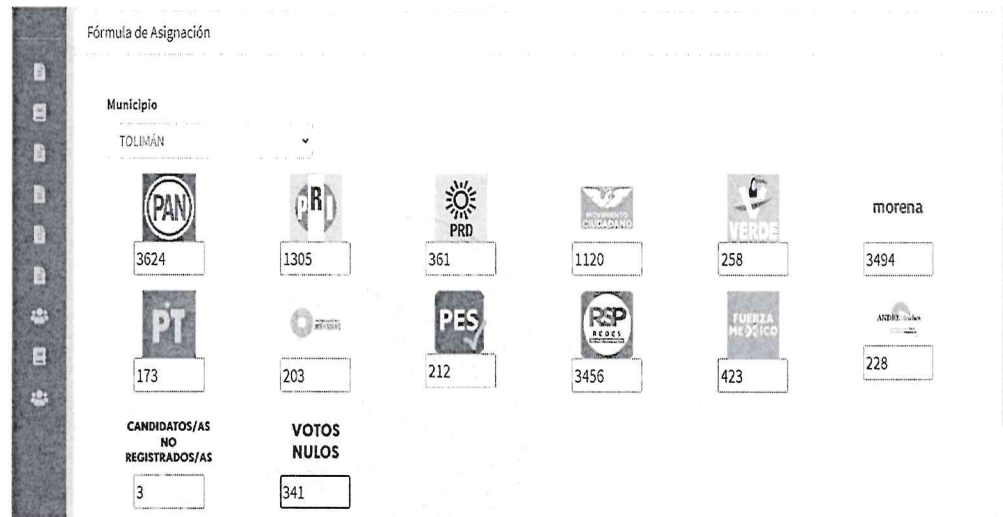 Fórmula de Asignación
Municipio
TOLIMÁN
PAN
PRI
PRD
MOVIMIENTO
CIUDADANO
VERDE
morena
3624
1305
361
1120
258
3494
PT
PES
RSP
REDES
FUERZA
MEXICO
173
203
212
3456
423
228
CANDIDATOS/AS
NO
REGISTRADOS/AS
VOTOS
NULOS
3
341